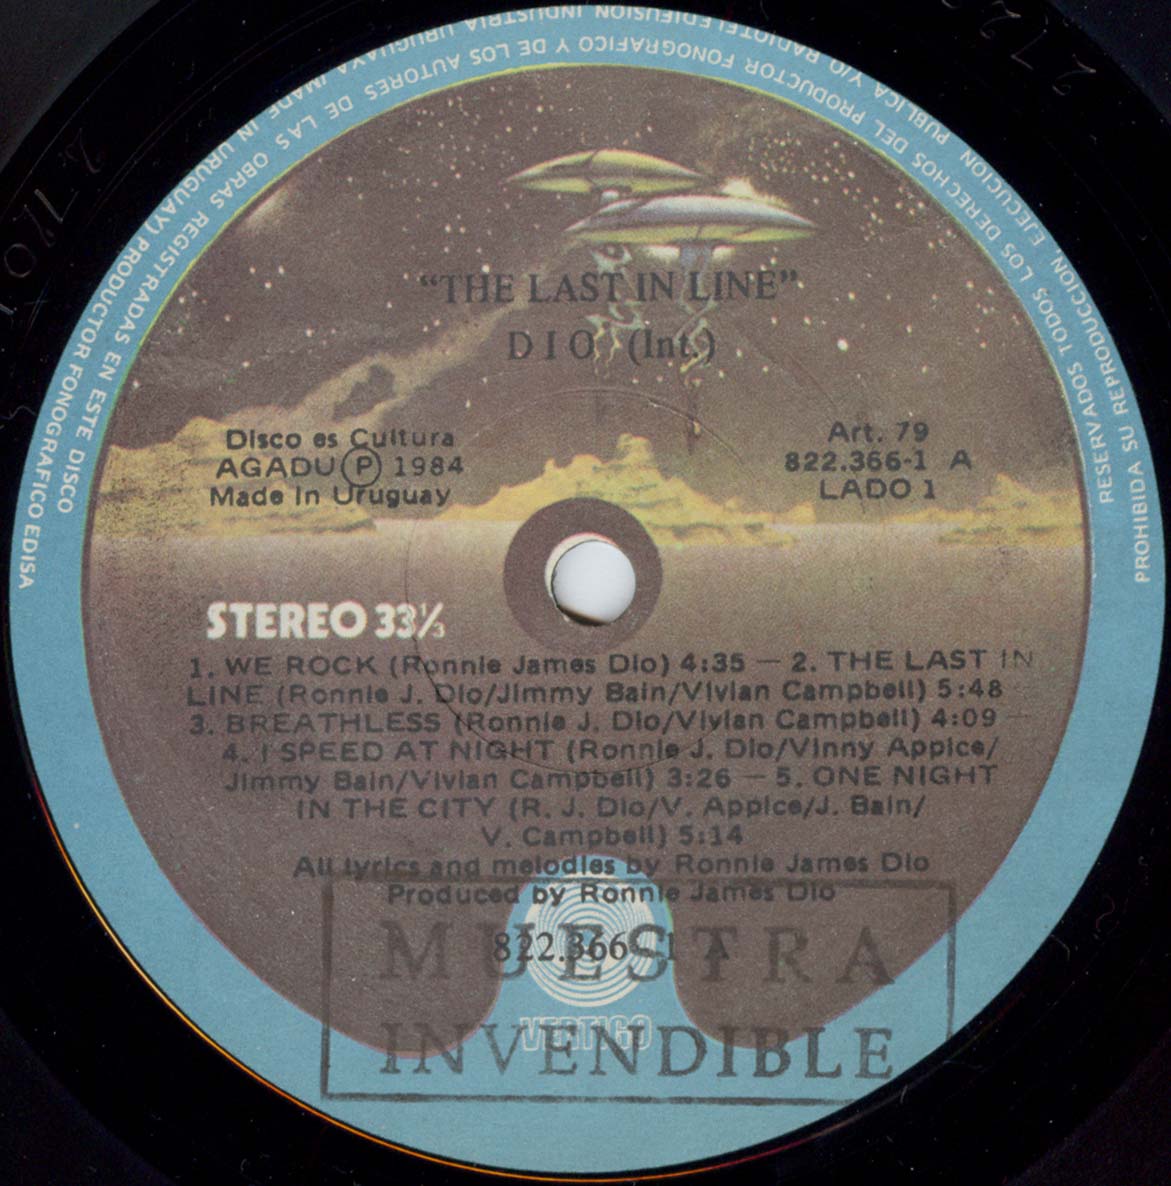 "THE LAST IN LINE"
DIO (Int.)
Disco es Cultura
AGADU Ⓟ 1984
Made In Uruguay
Art. 79
822.366-1 A
LADO 1
STEREO 33⅓
1. WE ROCK (Ronnie James Dio) 4:35 — 2. THE LAST IN
LINE (Ronnie J. Dio/Jimmy Bain/Vivian Campbell) 5:48
3. BREATHLESS (Ronnie J. Dio/Vivian Campbell) 4:09 —
4. I SPEED AT NIGHT (Ronnie J. Dio/Vinny Appice/
Jimmy Bain/Vivian Campbell) 3:26 — 5. ONE NIGHT
IN THE CITY (R. J. Dio/V. Appice/J. Bain/
V. Campbell) 5:14
All lyrics and melodies by Ronnie James Dio
Produced by Ronnie James Dio
822.366-1 A
VERTIGO
MUESTRA
INVENDIBLE
RESERVADOS TODOS LOS DERECHOS DEL PRODUCTOR FONOGRAFICO Y DE LOS AUTORES DE LAS OBRAS REGISTRADAS EN ESTE DISCO
PROHIBIDA SU REPRODUCCION, EJECUCION PUBLICA Y/O RADIOTELEDIFUSION INDUSTRIA URUGUAYA (MADE IN URUGUAY) PRODUCTOR FONOGRAFICO EDISA